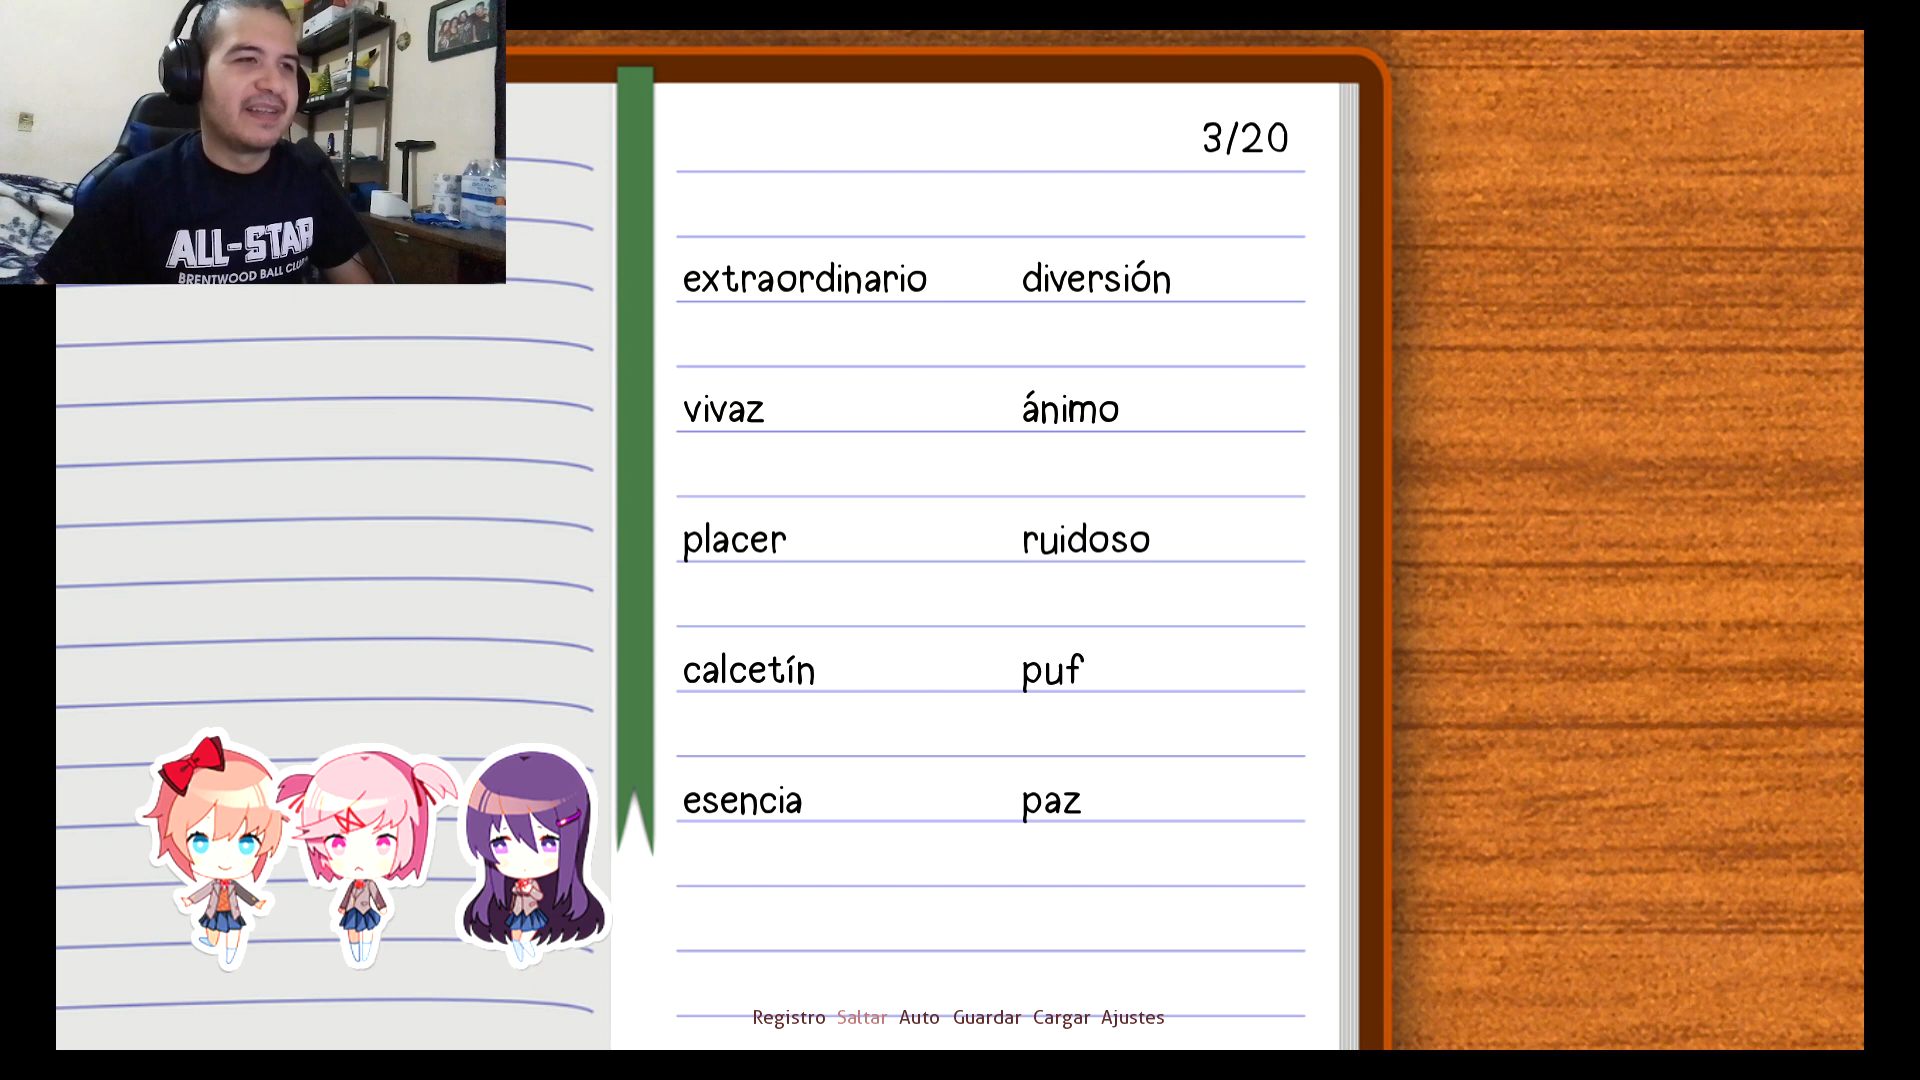 ALL-STAR
BRENTWOOD BALL CLUB
3/20
extraordinario diversión
vivaz ánimo
placer ruidoso
calcetín puf
esencia paz
Registro Saltar Auto Guardar Cargar Ajustes